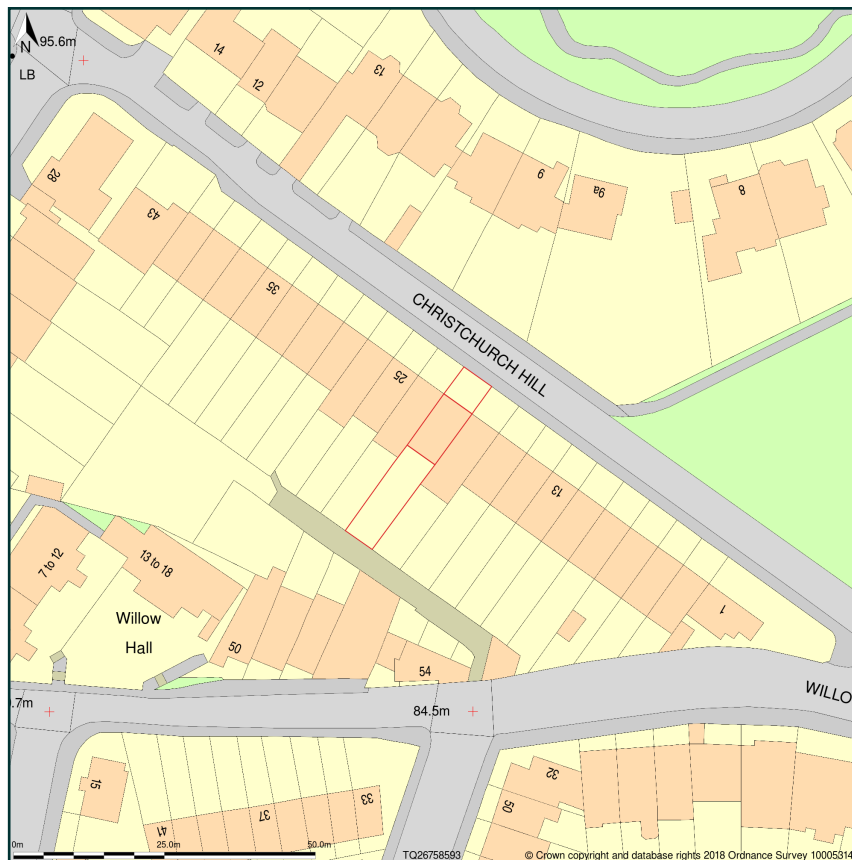 95.6m
N
LB
14
12
13
9
9a
8
28
43
35
25
CHRISTCHURCH HILL
13
1
7 to 12
13 to 18
Willow
Hall
50
54
.7m
84.5m
WILLO
15
41
37
33
32
50
0m
25.0m
50.0m
TQ26758593
© Crown copyright and database rights 2018 Ordnance Survey 10005314